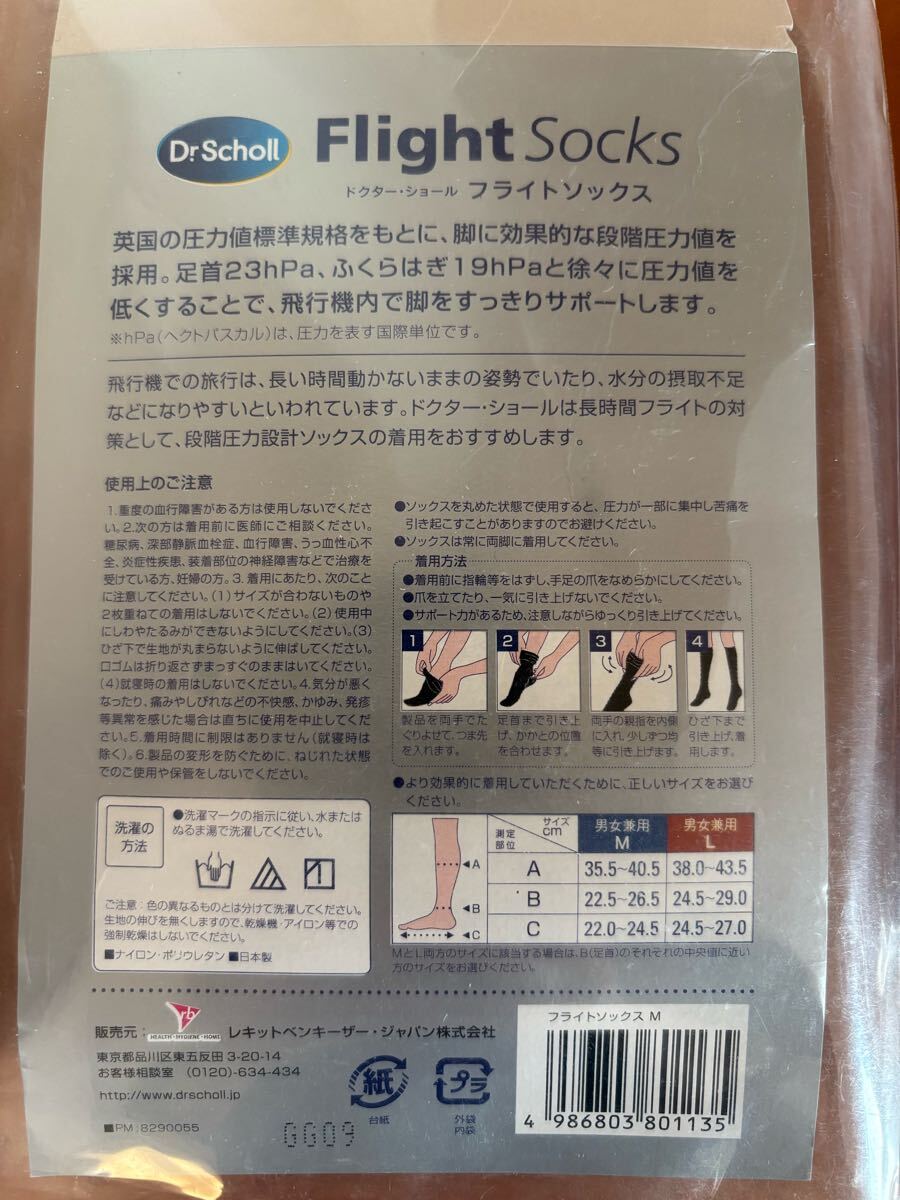 Dr.Scholl
Flight Socks
ドクター・ショール フライトソックス
英国の圧力値標準規格をもとに、脚に効果的な段階圧力値を
採用。足首23hPa、ふくらはぎ19hPaと徐々に圧力値を
低くすることで、飛行機内で脚をすっきりサポートします。
※hPa(ヘクトパスカル)は、圧力を表す国際単位です。
飛行機での旅行は、長い時間動かないままの姿勢でいたり、水分の摂取不足
などになりやすいといわれています。ドクター・ショールは長時間フライトの対
策として、段階圧力設計ソックスの着用をおすすめします。
使用上のご注意
1.重度の血行障害がある方は使用しないでくださ
い。2.次の方は着用前に医師にご相談ください。
糖尿病、深部静脈血栓症、血行障害、うっ血性心不
全、炎症性疾患、装着部位の神経障害などで治療を
受けている方、妊婦の方。3.着用にあたり、次のこと
に注意してください。(1)サイズが合わないものや
2枚重ねての着用はしないでください。(2)使用中
にしわやたるみができないようにしてください。(3)
ひざ下で生地が丸まらないように伸ばしてください。
口ゴムは折り返さずまっすぐのままはいてください。
(4)就寝時の着用はしないでください。4.気分が悪く
なったり、痛みやしびれなどの不快感、かゆみ、発疹
等異常を感じた場合は直ちに使用を中止してくださ
い。5.着用時間に制限はありません(就寝時は
除く)。6.製品の変形を防ぐために、ねじれた状態
でのご使用や保管をしないでください。
●ソックスを丸めた状態で使用すると、圧力が一部に集中し苦痛を
引き起こすことがありますのでお避けください。
●ソックスは常に両脚に着用してください。
着用方法
●着用前に指輪等をはずし、手足の爪をなめらかにしてください。
●爪を立てたり、一気に引き上げないでください。
●サポート力があるため、注意しながらゆっくり引き上げてください。
1 2 3 4
製品を両手でた
ぐりよせて、つま先
を入れます。
足首まで引き上
げ、かかとの位置
を合わせます。
両手の親指を内側
に入れ、少しずつ均
等に引き上げます。
ひざ下まで
引き上げ、着
用します。
●より効果的に着用していただくために、正しいサイズをお選び
ください。
A
B
C
測定部位 サイズcm 男女兼用M 男女兼用L
A 35.5~40.5 38.0~43.5
B 22.5~26.5 24.5~29.0
C 22.0~24.5 24.5~27.0
MとL両方のサイズに該当する場合は、B(足首)のそれぞれの中央値に近い
方のサイズをお選びください。
洗濯の
方法
●洗濯マークの指示に従い、水または
ぬるま湯で洗濯してください。
ご注意:色の異なるものとは分けて洗濯してください。
生地の伸びを無くしますので、乾燥機・アイロン等での
強制乾燥はしないでください。
■ナイロン・ポリウレタン ■日本製
販売元: rb HEALTH・HYGIENE・HOME レキットベンキーザー・ジャパン株式会社
東京都品川区東五反田 3-20-14
お客様相談室 (0120)-634-434
http://www.drscholl.jp
■PM:8290055
GG09
紙
台紙
プラ
外袋
内袋
フライトソックス M
4 986803 801135